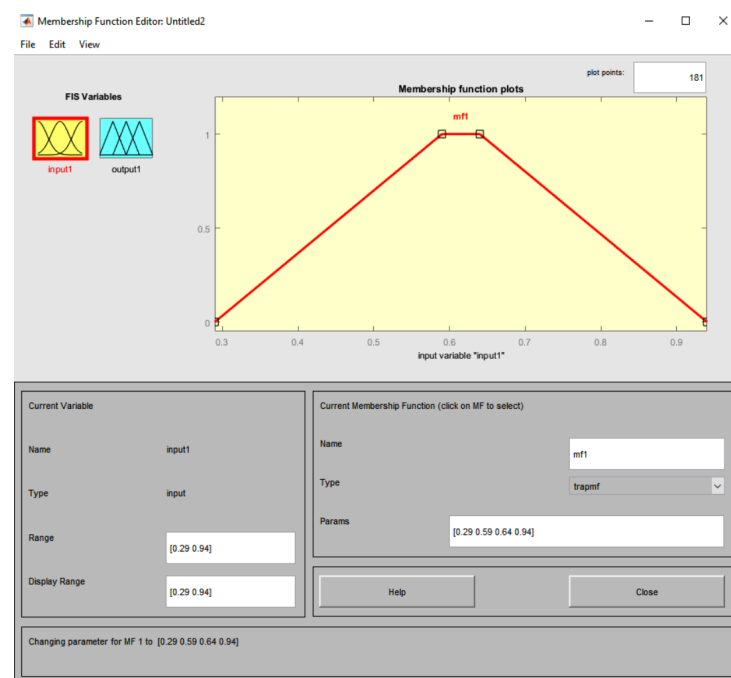 Membership Function Editor: Untitled2
File Edit View
plot points: 181
FIS Variables
Membership function plots
mf1
input1 output1
1
0.5
0
0.3 0.4 0.5 0.6 0.7 0.8 0.9
input variable "input1"
Current Variable
Name input1
Type input
Range [0.29 0.94]
Display Range [0.29 0.94]
Current Membership Function (click on MF to select)
Name mf1
Type trapmf
Params [0.29 0.59 0.64 0.94]
Help Close
Changing parameter for MF 1 to [0.29 0.59 0.64 0.94]